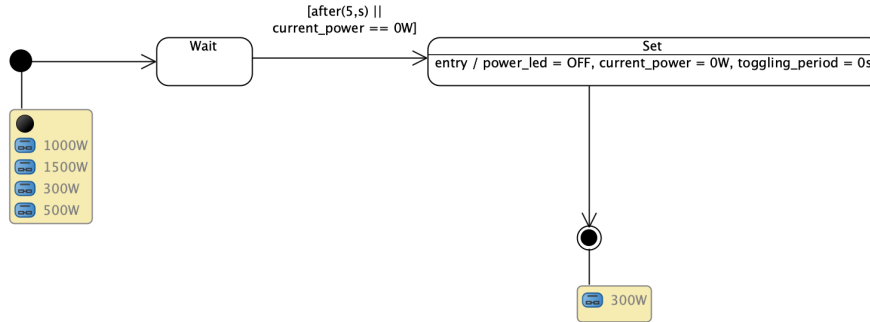 [after(5,s) ||
current_power == 0W]
Wait
Set
entry / power_led = OFF, current_power = 0W, toggling_period = 0s
1000W
1500W
300W
500W
300W